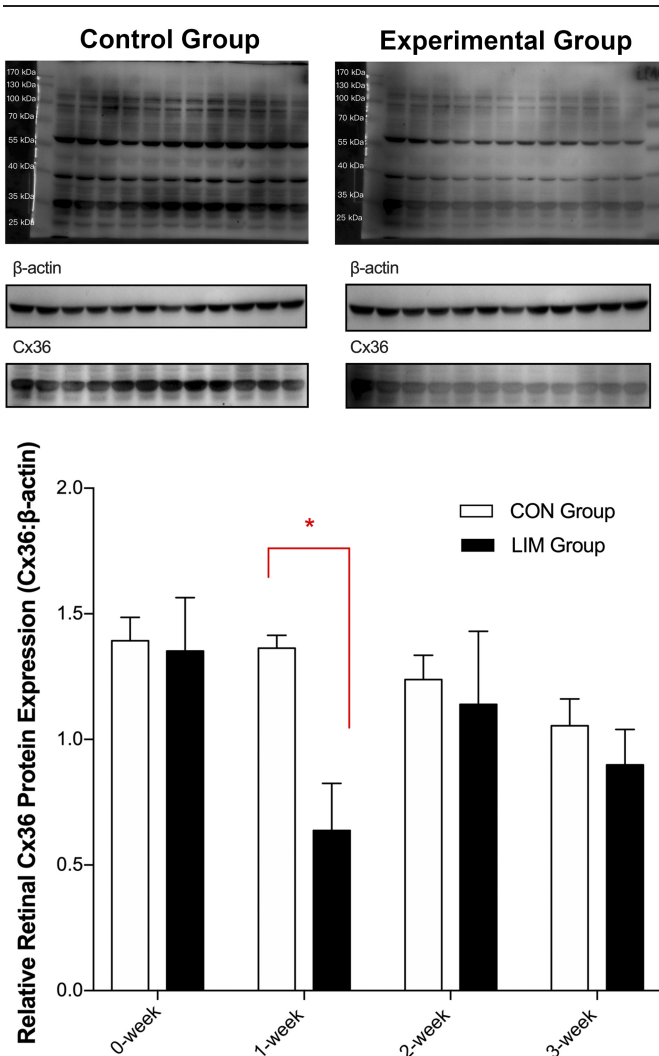 Control Group
Experimental Group
170 kDa
130 kDa
100 kDa
70 kDa
55 kDa
40 kDa
35 kDa
25 kDa
170 kDa
130 kDa
100 kDa
70 kDa
55 kDa
40 kDa
35 kDa
25 kDa
β-actin
β-actin
Cx36
Cx36
Relative Retinal Cx36 Protein Expression (Cx36:β-actin)
2.0
1.5
1.0
0.5
0.0
*
CON Group
LIM Group
0-week
1-week
2-week
3-week